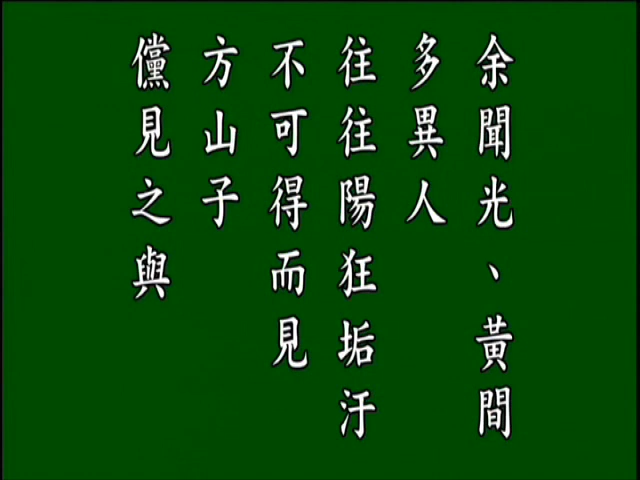 余聞光、黃間
多異人
往往陽狂垢汙
不可得而見
方山子
儻見之與